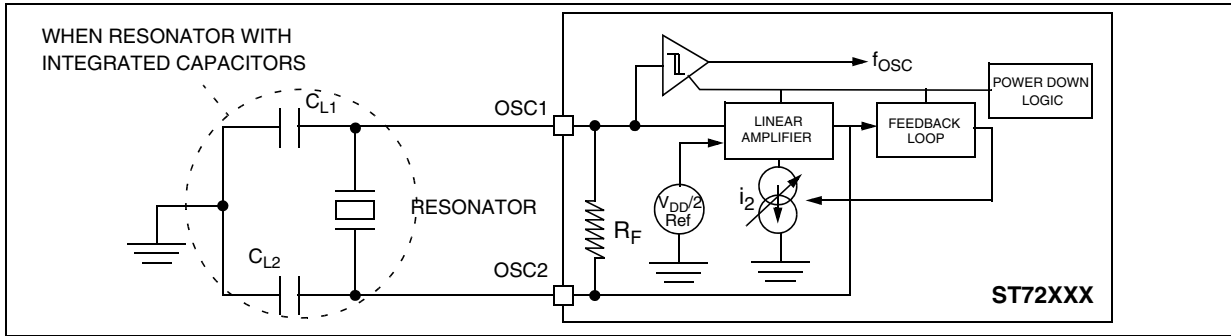 WHEN RESONATOR WITH
INTEGRATED CAPACITORS
CL1
OSC1
fOSC
POWER DOWN
LOGIC
LINEAR
AMPLIFIER
FEEDBACK
LOOP
RESONATOR
RF
VDD/2
Ref
i2
CL2
OSC2
ST72XXX